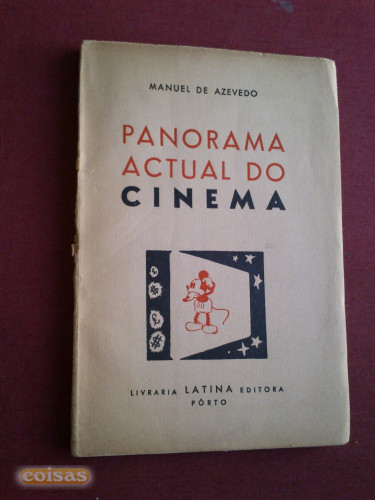 MANUEL DE AZEVEDO
PANORAMA
ACTUAL DO
CINEMA
$
£
$
LIVRARIA LATINA EDITORA
PÔRTO
coisas